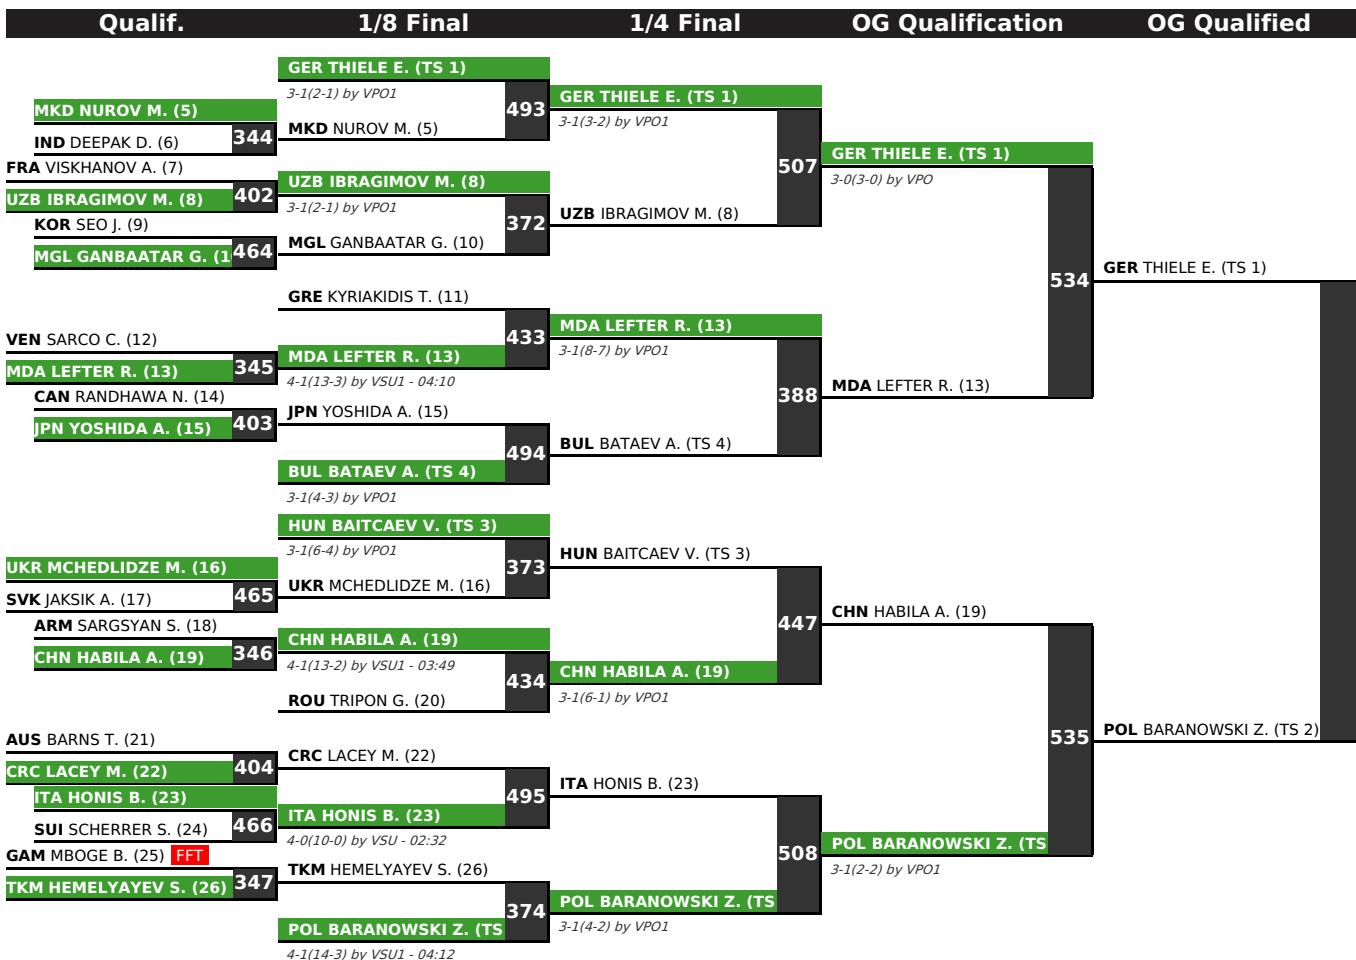 Qualif.
1/8 Final
1/4 Final
OG Qualification
OG Qualified
MKD NUROV M. (5)
IND DEEPAK D. (6)
344
FRA VISKHANOV A. (7)
UZB IBRAGIMOV M. (8)
402
KOR SEO J. (9)
MGL GANBAATAR G. (1
464
VEN SARCO C. (12)
MDA LEFTER R. (13)
345
CAN RANDHAWA N. (14)
JPN YOSHIDA A. (15)
403
UKR MCHEDLIDZE M. (16)
SVK JAKSIK A. (17)
465
ARM SARGSYAN S. (18)
CHN HABILA A. (19)
346
AUS BARNS T. (21)
CRC LACEY M. (22)
404
ITA HONIS B. (23)
SUI SCHERRER S. (24)
466
GAM MBOGE B. (25) FFT
TKM HEMELYAYEV S. (26)
347
GER THIELE E. (TS 1)
3-1(2-1) by VPO1
MKD NUROV M. (5)
493
UZB IBRAGIMOV M. (8)
3-1(2-1) by VPO1
MGL GANBAATAR G. (10)
372
GRE KYRIAKIDIS T. (11)
MDA LEFTER R. (13)
4-1(13-3) by VSU1 - 04:10
433
JPN YOSHIDA A. (15)
BUL BATAEV A. (TS 4)
3-1(4-3) by VPO1
494
HUN BAITCAEV V. (TS 3)
3-1(6-4) by VPO1
UKR MCHEDLIDZE M. (16)
373
CHN HABILA A. (19)
4-1(13-2) by VSU1 - 03:49
ROU TRIPON G. (20)
434
CRC LACEY M. (22)
ITA HONIS B. (23)
4-0(10-0) by VSU - 02:32
495
TKM HEMELYAYEV S. (26)
POL BARANOWSKI Z. (TS
4-1(14-3) by VSU1 - 04:12
374
GER THIELE E. (TS 1)
3-1(3-2) by VPO1
UZB IBRAGIMOV M. (8)
507
MDA LEFTER R. (13)
3-1(8-7) by VPO1
BUL BATAEV A. (TS 4)
388
HUN BAITCAEV V. (TS 3)
CHN HABILA A. (19)
3-1(6-1) by VPO1
447
ITA HONIS B. (23)
POL BARANOWSKI Z. (TS
3-1(4-2) by VPO1
508
GER THIELE E. (TS 1)
3-0(3-0) by VPO
MDA LEFTER R. (13)
534
CHN HABILA A. (19)
POL BARANOWSKI Z. (TS
3-1(2-2) by VPO1
535
GER THIELE E. (TS 1)
POL BARANOWSKI Z. (TS 2)